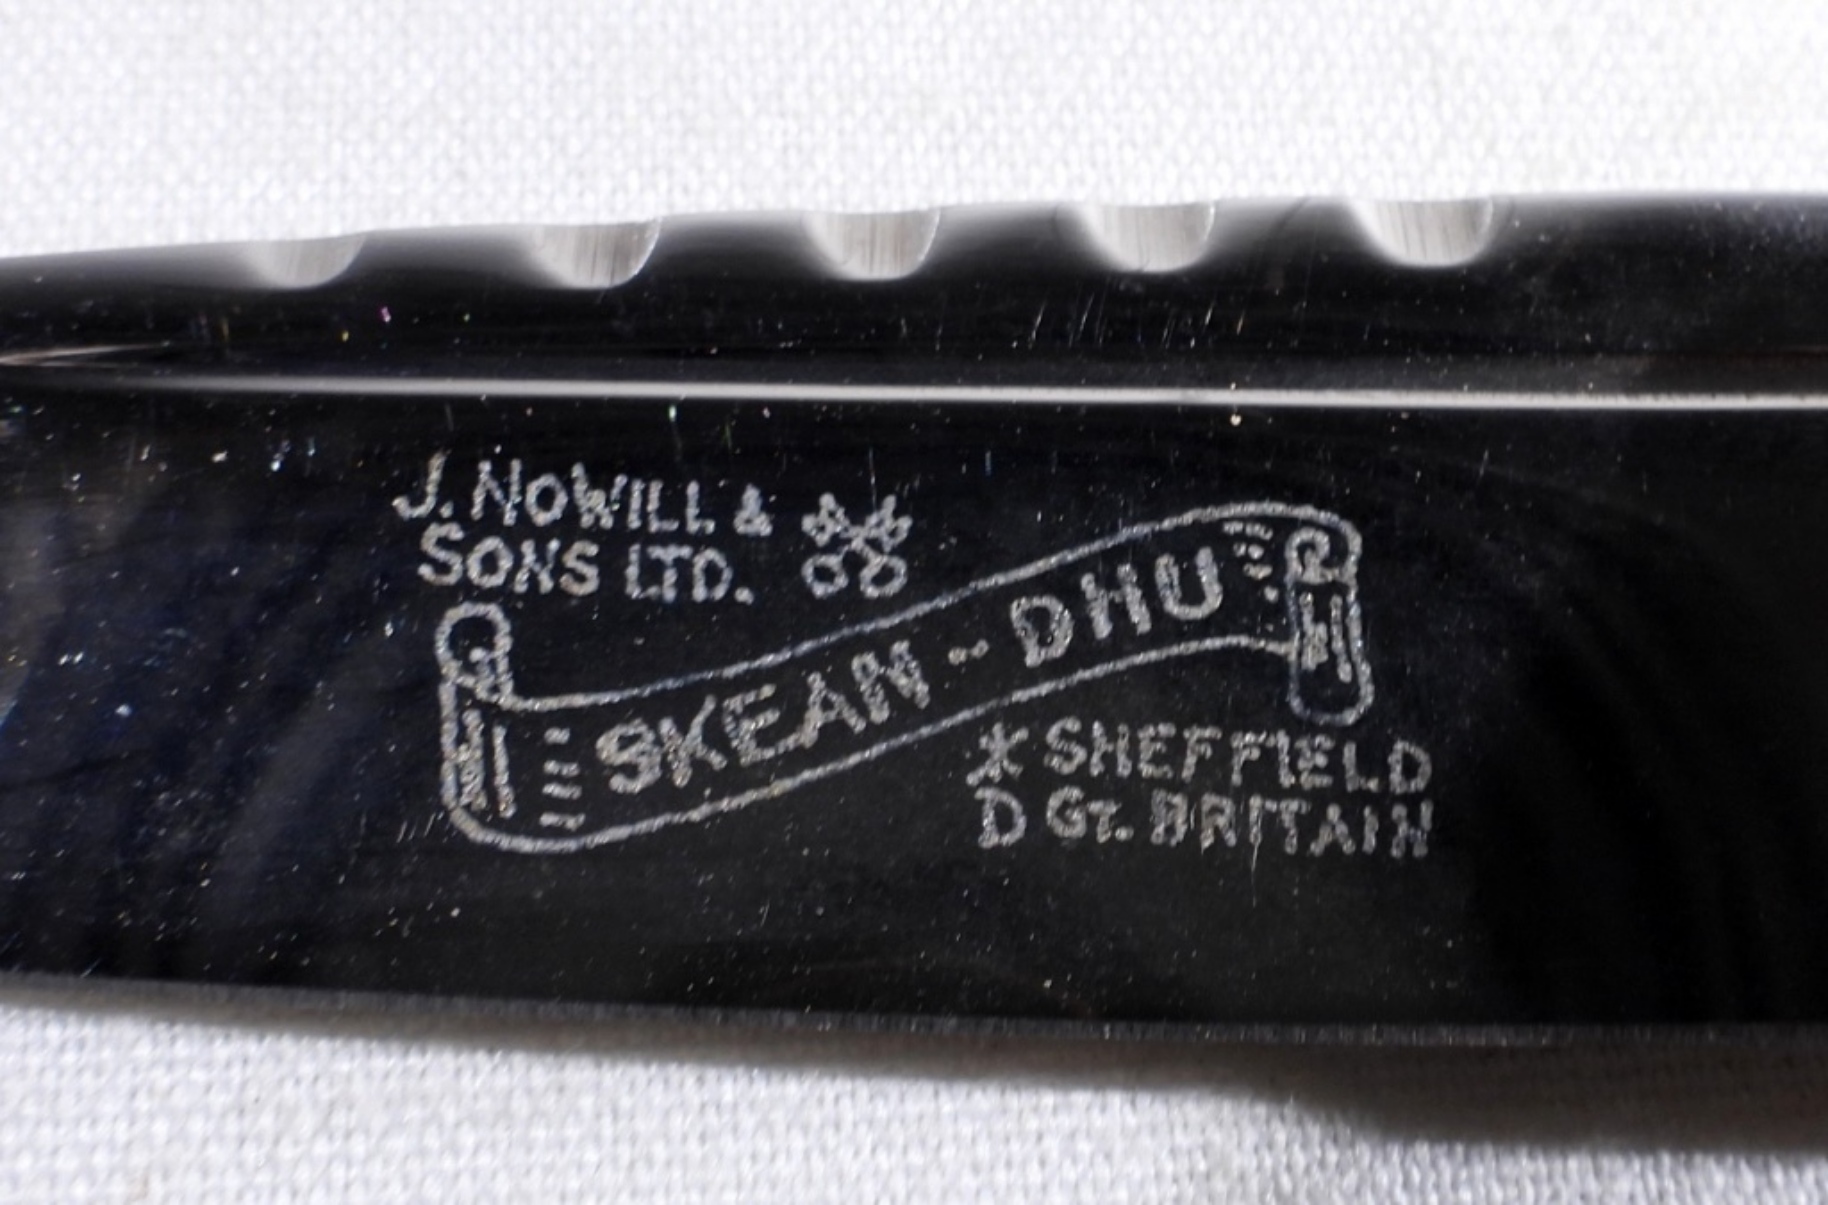 J. NOWILL &
SONS LTD.
SKEAN-DHU
* SHEFFIELD
D GT. BRITAIN